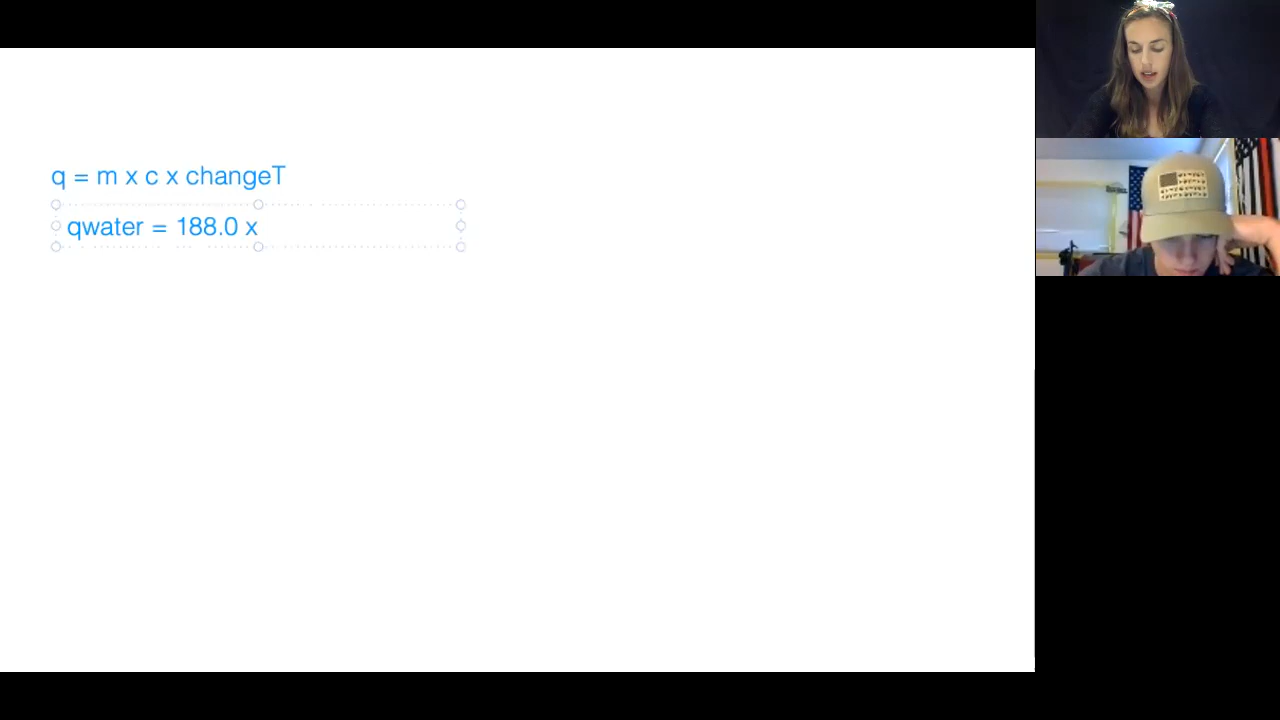 q = m x c x changeT
qwater = 188.0 x